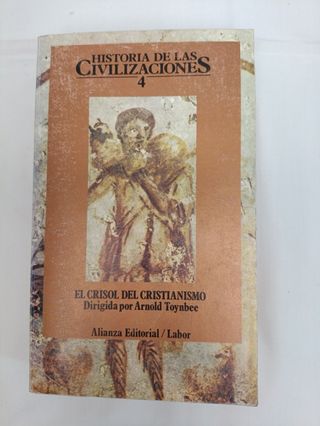 HISTORIA DE LAS
CIVILIZACIONES
4
EL CRISOL DEL CRISTIANISMO
Dirigida por Arnold Toynbee
Alianza Editorial / Labor